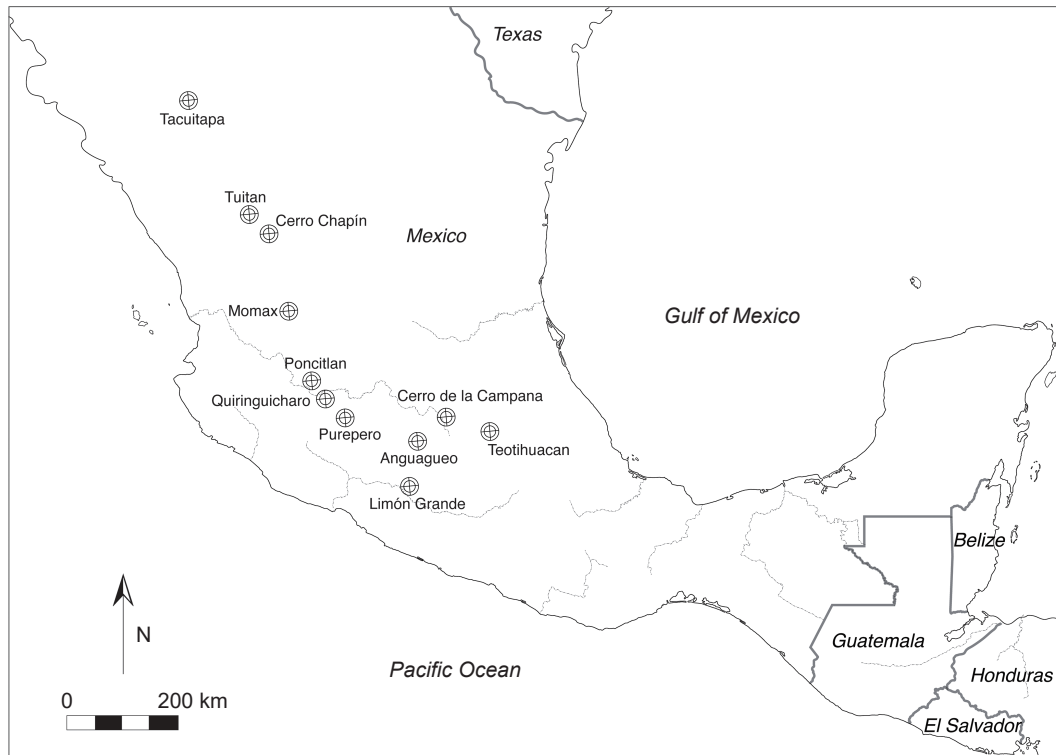 Texas
Tacuitapa
Tuitan
Cerro Chapín
Mexico
Momax
Gulf of Mexico
Poncitlan
Quiringuicharo
Cerro de la Campana
Purepero
Anguagueo
Teotihuacan
Limón Grande
Belize
N
Guatemala
Pacific Ocean
Honduras
0 200 km
El Salvador